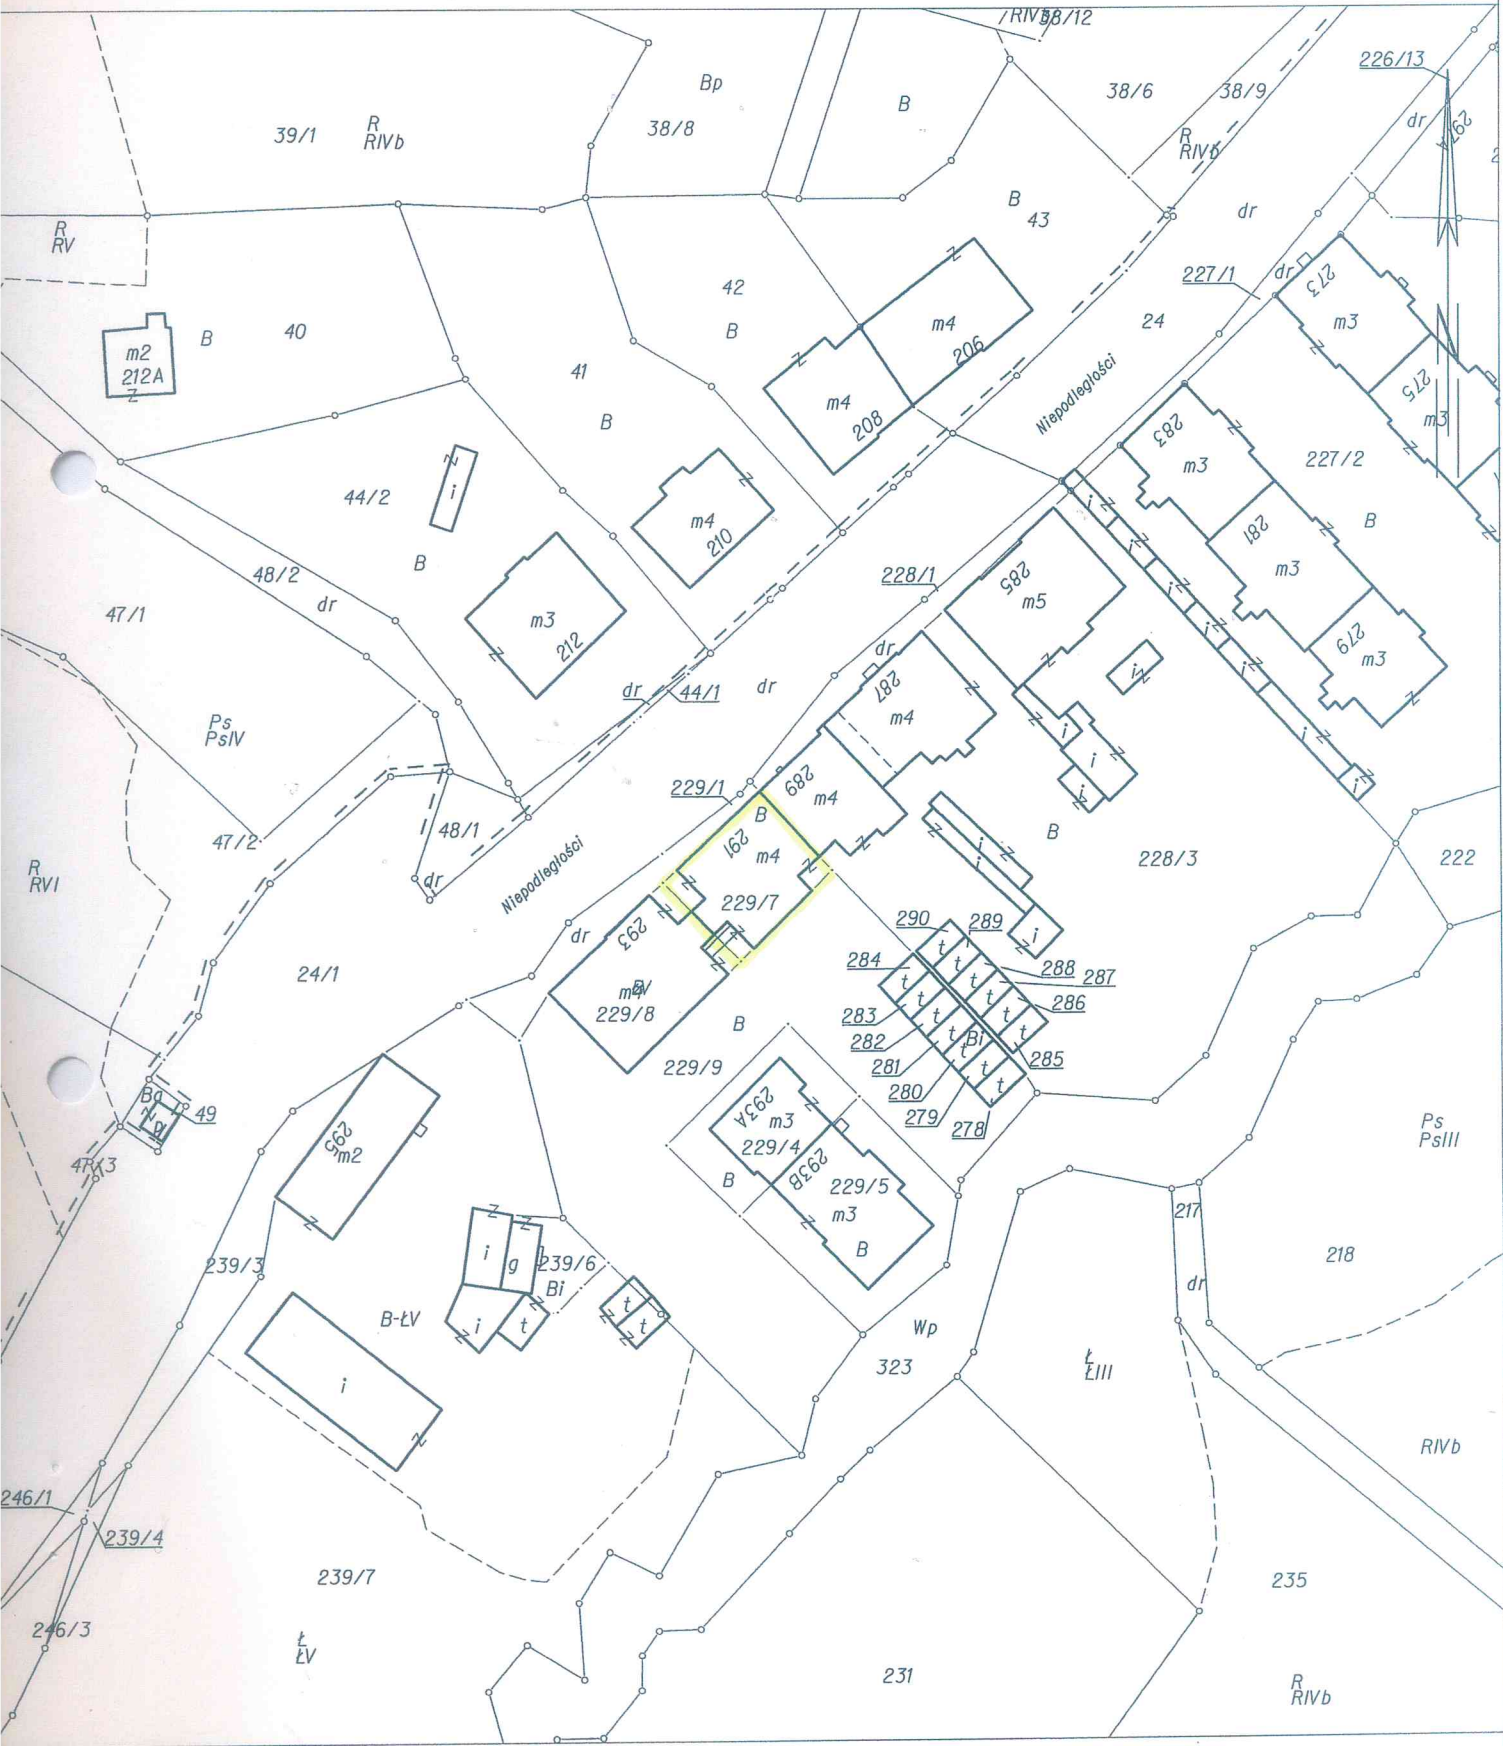 38/12
226/13
Bp
38/6
38/9
B
39/1
R
RIVb
38/8
dr
R
RIVb
B
43
dr
R
RV
227/1
dr
273
42
24
m3
B
40
B
m4
206
m2
212A
41
Niepodległości
275
m4
208
m3
B
283
m3
227/2
44/2
i
m4
210
i
B
281
B
48/2
dr
228/1
285
i
m3
47/1
m5
i
m3
212
i
279
m3
dr
287
i
i
dr
44/1
dr
Ps
PsIV
m4
i
i
i
289
229/1
m4
i
i
B
48/1
47/2
B
228/3
222
291
m4
i
i
R
RVI
dr
Niepodległości
229/7
290
289
i
293
dr
284
t
t
288
24/1
t
t
287
t
t
286
229/8
283
t
t
B
282
t
Bi
t
285
229/9
281
t
280
t
49
279
t
293A
m3
278
Ps
PsIII
295
m2
229/4
293B
B
229/5
217
m3
218
i
g
239/6
B
239/3
Bi
dr
t
B-ŁV
i
t
t
Wp
323
Ł
ŁIII
i
RIVb
246/1
239/4
239/7
235
246/3
Ł
ŁV
231
R
RIVb